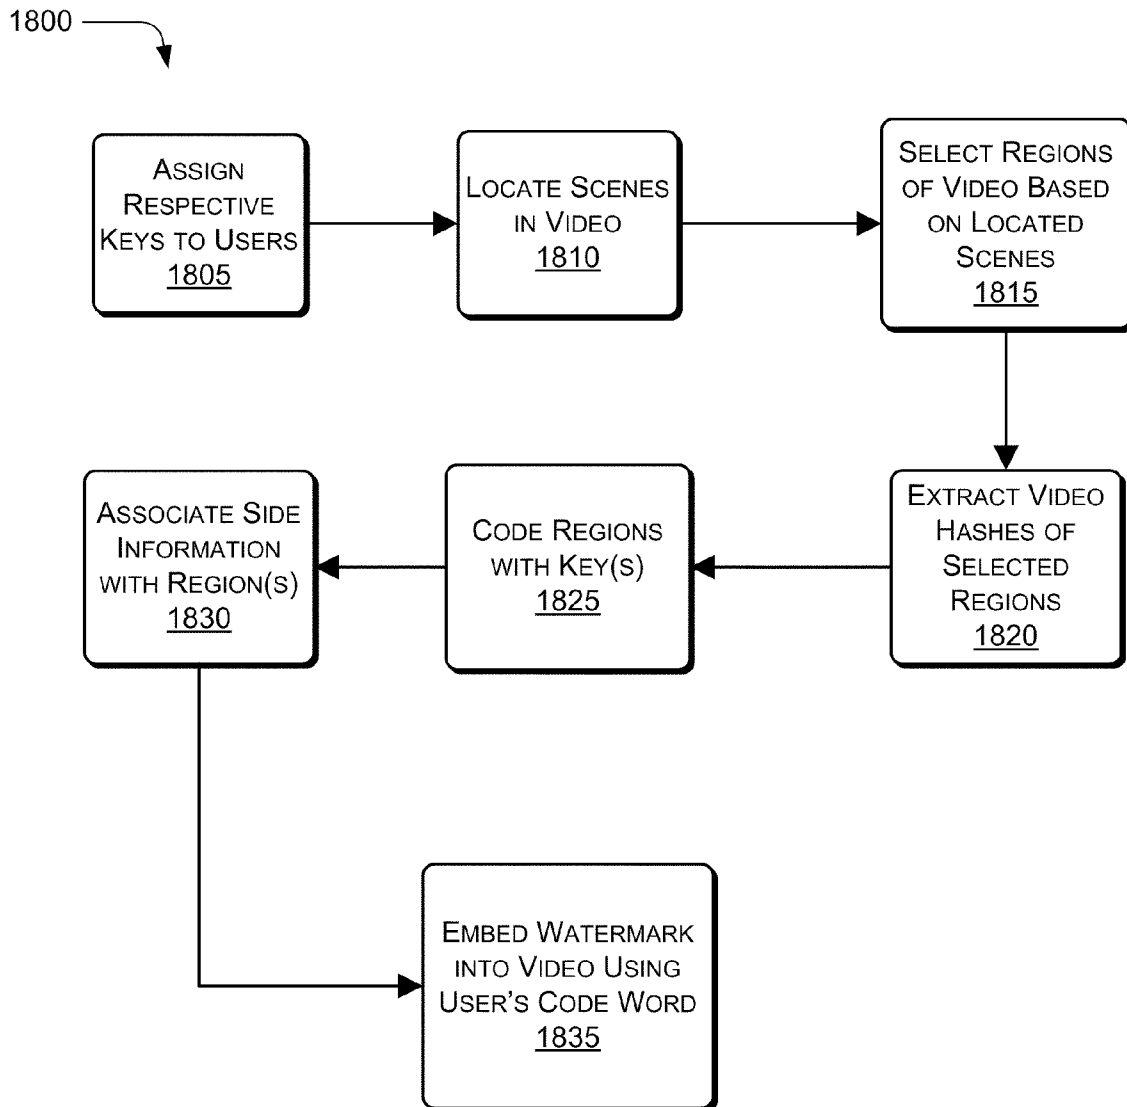 1800
ASSIGN
RESPECTIVE
KEYS TO USERS
1805
LOCATE SCENES
IN VIDEO
1810
SELECT REGIONS
OF VIDEO BASED
ON LOCATED
SCENES
1815
EXTRACT VIDEO
HASHES OF
SELECTED
REGIONS
1820
CODE REGIONS
WITH KEY(S)
1825
ASSOCIATE SIDE
INFORMATION
WITH REGION(S)
1830
EMBED WATERMARK
INTO VIDEO USING
USER'S CODE WORD
1835